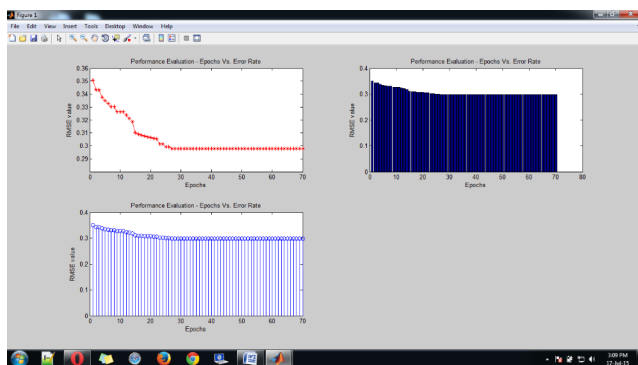 Figure 1
File Edit View Insert Tools Desktop Window Help
Performance Evaluation - Epochs Vs. Error Rate
0.36
0.35
0.34
0.33
0.32
0.31
0.3
0.29
RMSE value
0 10 20 30 40 50 60 70
Epochs
Performance Evaluation - Epochs Vs. Error Rate
0.4
0.3
0.2
0.1
0
RMSE value
0 10 20 30 40 50 60 70 80
Epochs
Performance Evaluation - Epochs Vs. Error Rate
0.4
0.3
0.2
0.1
0
RMSE value
0 10 20 30 40 50 60 70
Epochs
3:09 PM
17-Jul-15